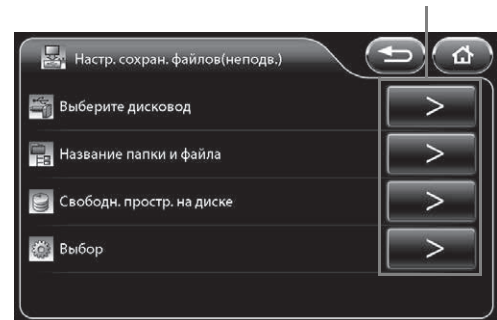 Настр. сохран. файлов(неподв.)
Выберите дисковод
>
Название папки и файла
>
Свободн. простр. на диске
>
Выбор
>